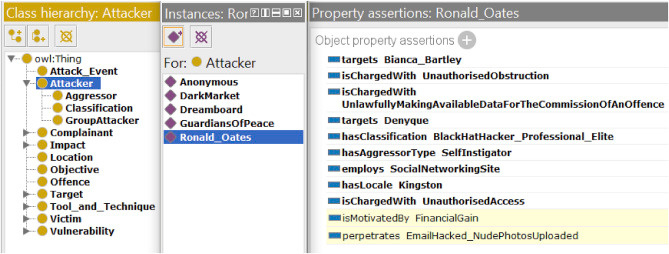 Class hierarchy: Attacker
owl:Thing
Attack_Event
Attacker
Aggressor
Classification
GroupAttacker
Complainant
Impact
Location
Objective
Offence
Target
Tool_and_Technique
Victim
Vulnerability
Instances: Ror
For: Attacker
Anonymous
DarkMarket
Dreamboard
GuardiansOfPeace
Ronald_Oates
Property assertions: Ronald_Oates
Object property assertions
targets Bianca_Bartley
isChargedWith UnauthorisedObstruction
isChargedWith
UnlawfullyMakingAvailableDataForTheCommissionOfAnOffence
targets Denyque
hasClassification BlackHatHacker_Professional_Elite
hasAggressorType SelfInstigator
employs SocialNetworkingSite
hasLocale Kingston
isChargedWith UnauthorisedAccess
isMotivatedBy FinancialGain
perpetrates EmailHacked_NudePhotosUploaded